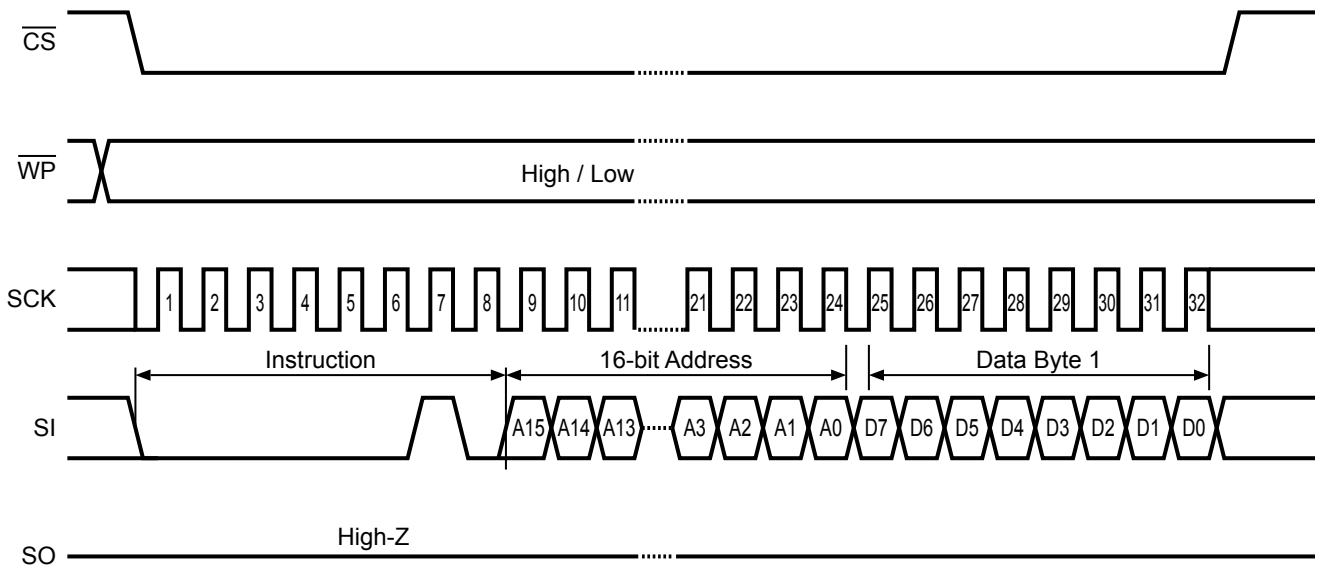 CS
WP
High / Low
SCK
1 2 3 4 5 6 7 8 9 10 11 21 22 23 24 25 26 27 28 29 30 31 32
Instruction 16-bit Address Data Byte 1
SI
A15 A14 A13 A3 A2 A1 A0 D7 D6 D5 D4 D3 D2 D1 D0
High-Z
SO